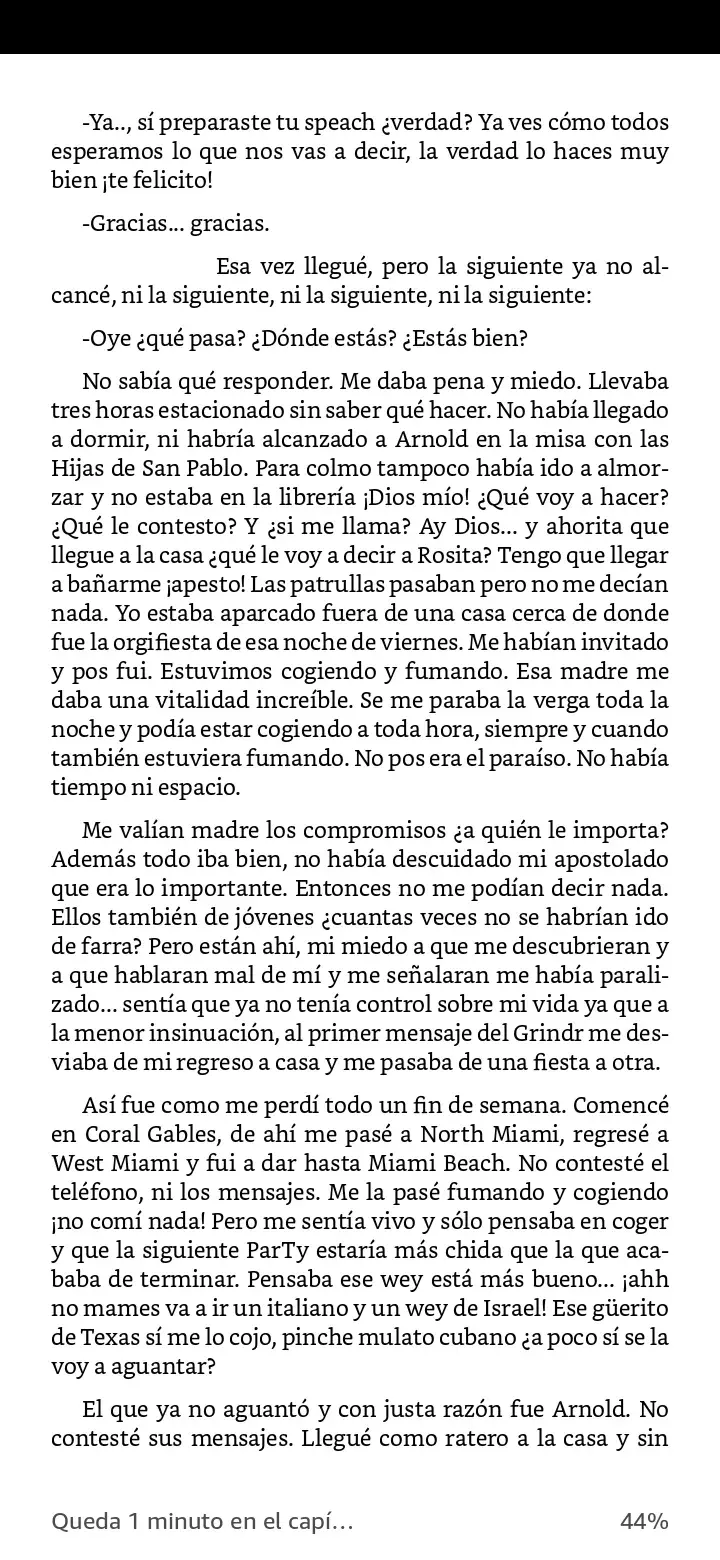 -Ya.., sí preparaste tu speach ¿verdad? Ya ves cómo todos
esperamos lo que nos vas a decir, la verdad lo haces muy
bien ¡te felicito!
-Gracias... gracias.
Esa vez llegué, pero la siguiente ya no al-
cancé, ni la siguiente, ni la siguiente, ni la siguiente:
-Oye ¿qué pasa? ¿Dónde estás? ¿Estás bien?
No sabía qué responder. Me daba pena y miedo. Llevaba
tres horas estacionado sin saber qué hacer. No había llegado
a dormir, ni habría alcanzado a Arnold en la misa con las
Hijas de San Pablo. Para colmo tampoco había ido a almor-
zar y no estaba en la librería ¡Dios mío! ¿Qué voy a hacer?
¿Qué le contesto? Y ¿si me llama? Ay Dios... y ahorita que
llegue a la casa ¿qué le voy a decir a Rosita? Tengo que llegar
a bañarme ¡apesto! Las patrullas pasaban pero no me decían
nada. Yo estaba aparcado fuera de una casa cerca de donde
fue la orgifiesta de esa noche de viernes. Me habían invitado
y pos fui. Estuvimos cogiendo y fumando. Esa madre me
daba una vitalidad increíble. Se me paraba la verga toda la
noche y podía estar cogiendo a toda hora, siempre y cuando
también estuviera fumando. No pos era el paraíso. No había
tiempo ni espacio.
Me valían madre los compromisos ¿a quién le importa?
Además todo iba bien, no había descuidado mi apostolado
que era lo importante. Entonces no me podían decir nada.
Ellos también de jóvenes ¿cuantas veces no se habrían ido
de farra? Pero están ahí, mi miedo a que me descubrieran y
a que hablaran mal de mí y me señalaran me había parali-
zado... sentía que ya no tenía control sobre mi vida ya que a
la menor insinuación, al primer mensaje del Grindr me des-
viaba de mi regreso a casa y me pasaba de una fiesta a otra.
Así fue como me perdí todo un fin de semana. Comencé
en Coral Gables, de ahí me pasé a North Miami, regresé a
West Miami y fui a dar hasta Miami Beach. No contesté el
teléfono, ni los mensajes. Me la pasé fumando y cogiendo
¡no comí nada! Pero me sentía vivo y sólo pensaba en coger
y que la siguiente ParTy estaría más chida que la que aca-
baba de terminar. Pensaba ese wey está más bueno... ¡ahh
no mames va a ir un italiano y un wey de Israel! Ese güerito
de Texas sí me lo cojo, pinche mulato cubano ¿a poco sí se la
voy a aguantar?
El que ya no aguantó y con justa razón fue Arnold. No
contesté sus mensajes. Llegué como ratero a la casa y sin
Queda 1 minuto en el capí...
44%